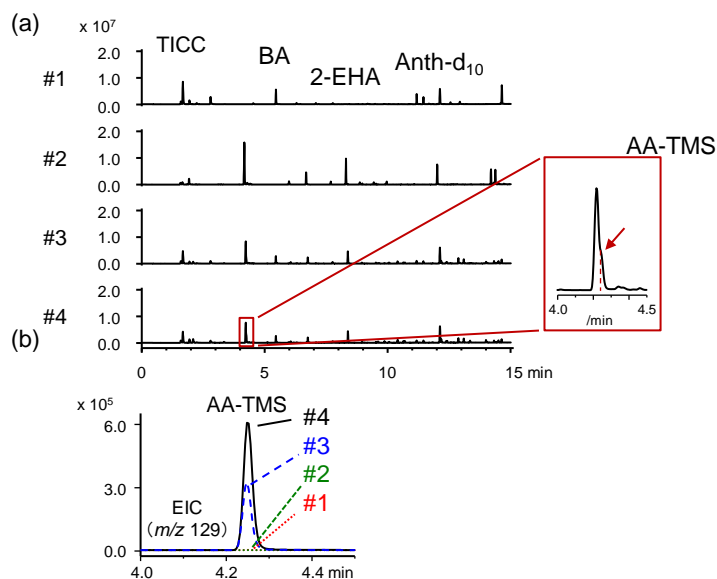 (a)
x 10⁷
TICC
BA
2-EHA
Anth-d₁₀
#1
2.0
1.0
0.0
#2
2.0
1.0
0.0
AA-TMS
#3
2.0
1.0
0.0
4.0 4.5
/min
#4
2.0
1.0
0.0
0 5 10 15 min
(b)
x 10⁵
AA-TMS
6.0
3.0
0.0
#4
#3
#2
#1
EIC
(m/z 129)
4.0 4.2 4.4 min